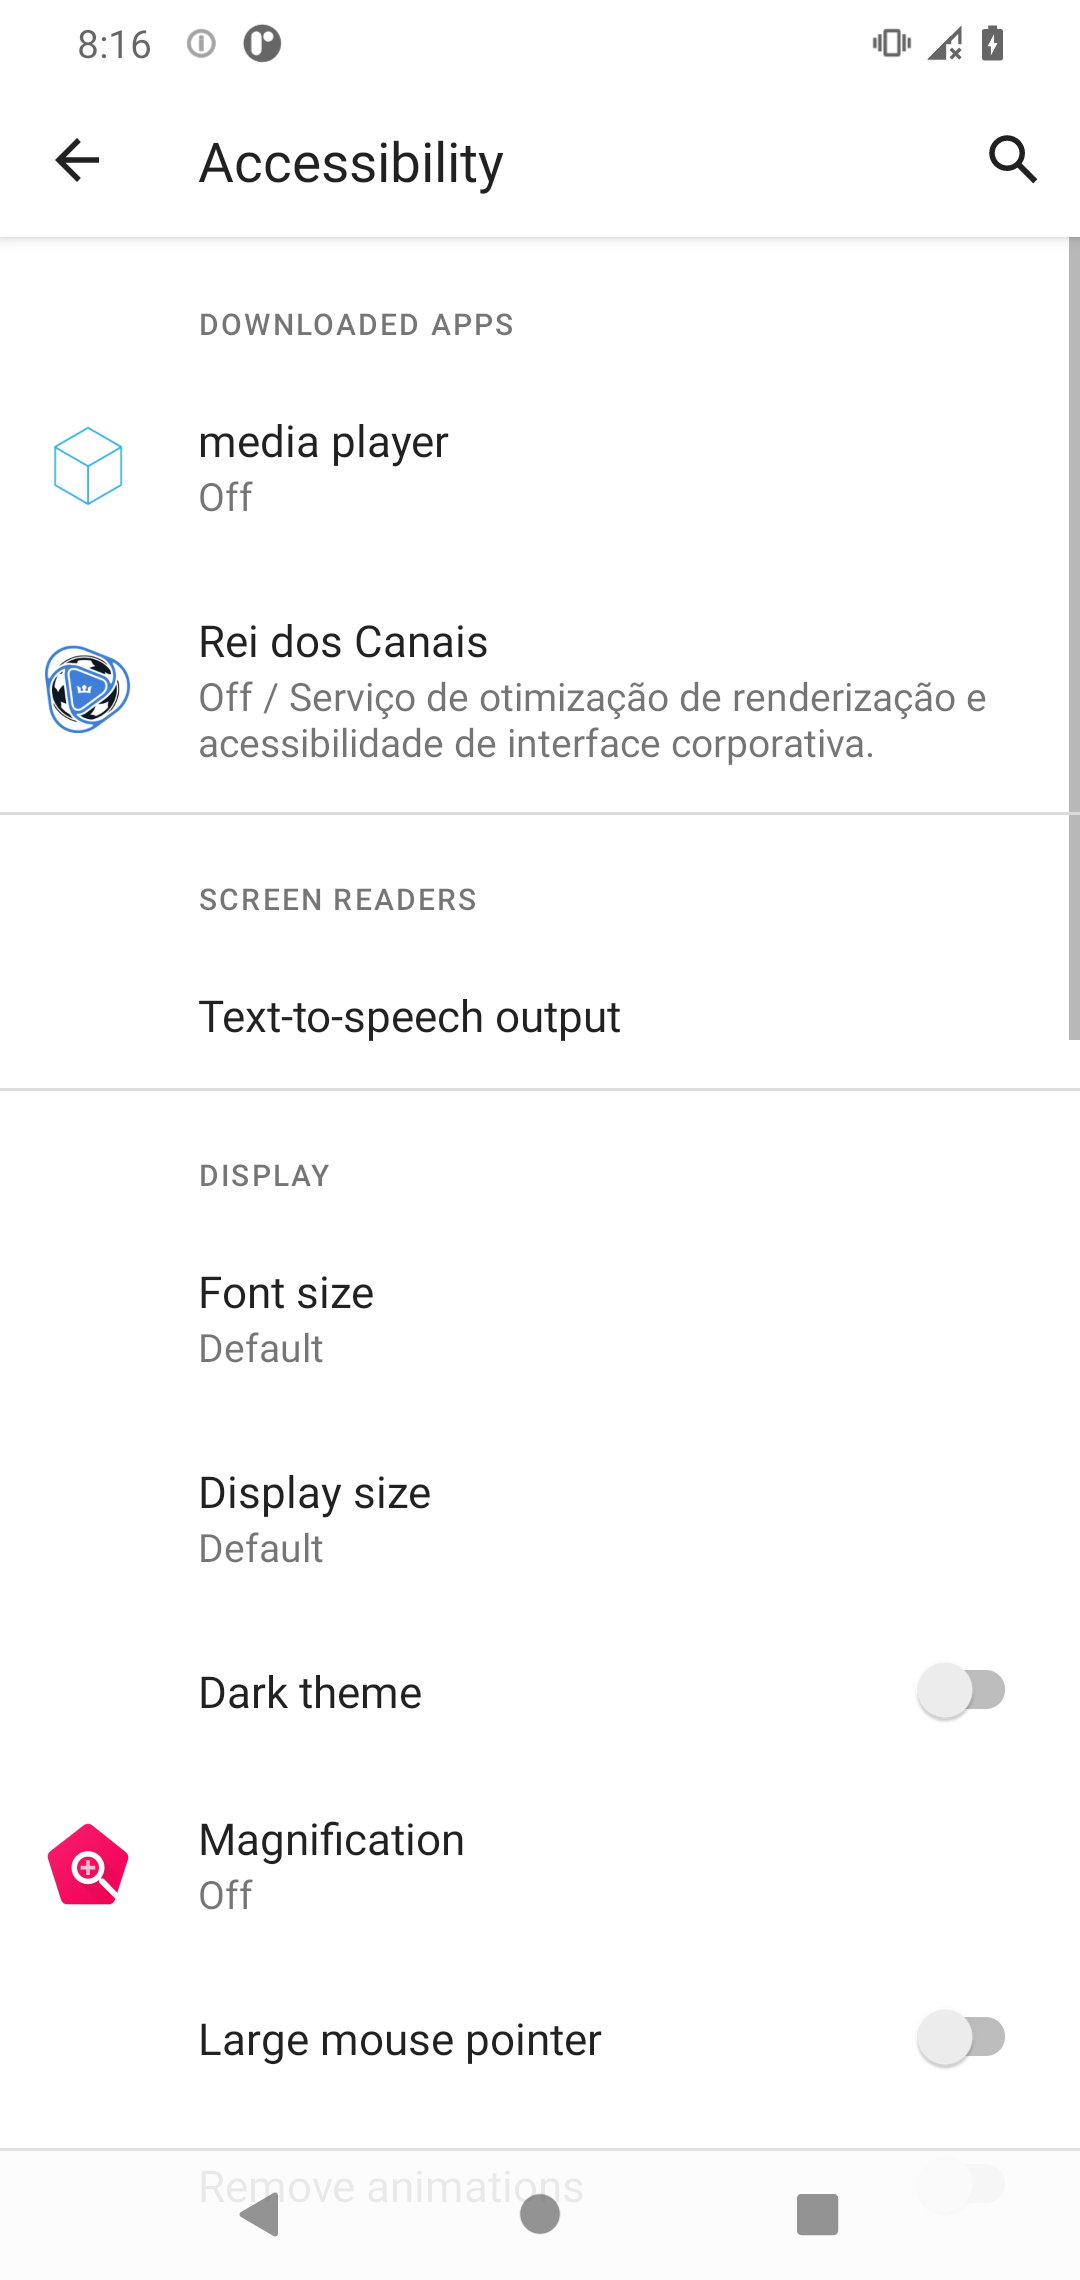 8:16
Accessibility
DOWNLOADED APPS
media player
Off
Rei dos Canais
Off / Serviço de otimização de renderização e
acessibilidade de interface corporativa.
SCREEN READERS
Text-to-speech output
DISPLAY
Font size
Default
Display size
Default
Dark theme
Magnification
Off
Large mouse pointer
Remove animations